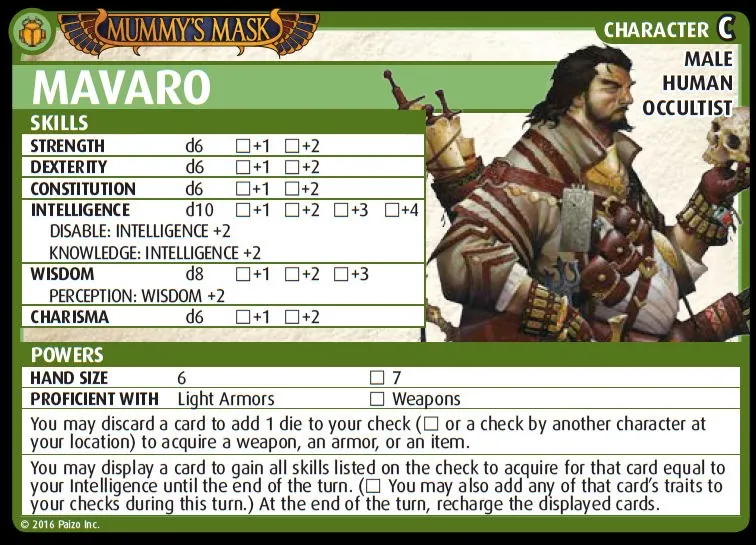 MUMMY'S MASK
CHARACTER C
MALE
HUMAN
OCCULTIST
MAVARO
SKILLS
STRENGTH d6 □+1 □+2
DEXTERITY d6 □+1 □+2
CONSTITUTION d6 □+1 □+2
INTELLIGENCE d10 □+1 □+2 □+3 □+4
DISABLE: INTELLIGENCE +2
KNOWLEDGE: INTELLIGENCE +2
WISDOM d8 □+1 □+2 □+3
PERCEPTION: WISDOM +2
CHARISMA d6 □+1 □+2
POWERS
HAND SIZE 6 □ 7
PROFICIENT WITH Light Armors □ Weapons
You may discard a card to add 1 die to your check (□ or a check by another character at
your location) to acquire a weapon, an armor, or an item.
You may display a card to gain all skills listed on the check to acquire for that card equal to
your Intelligence until the end of the turn. (□ You may also add any of that card's traits to
your checks during this turn.) At the end of the turn, recharge the displayed cards.
© 2016 Paizo Inc.